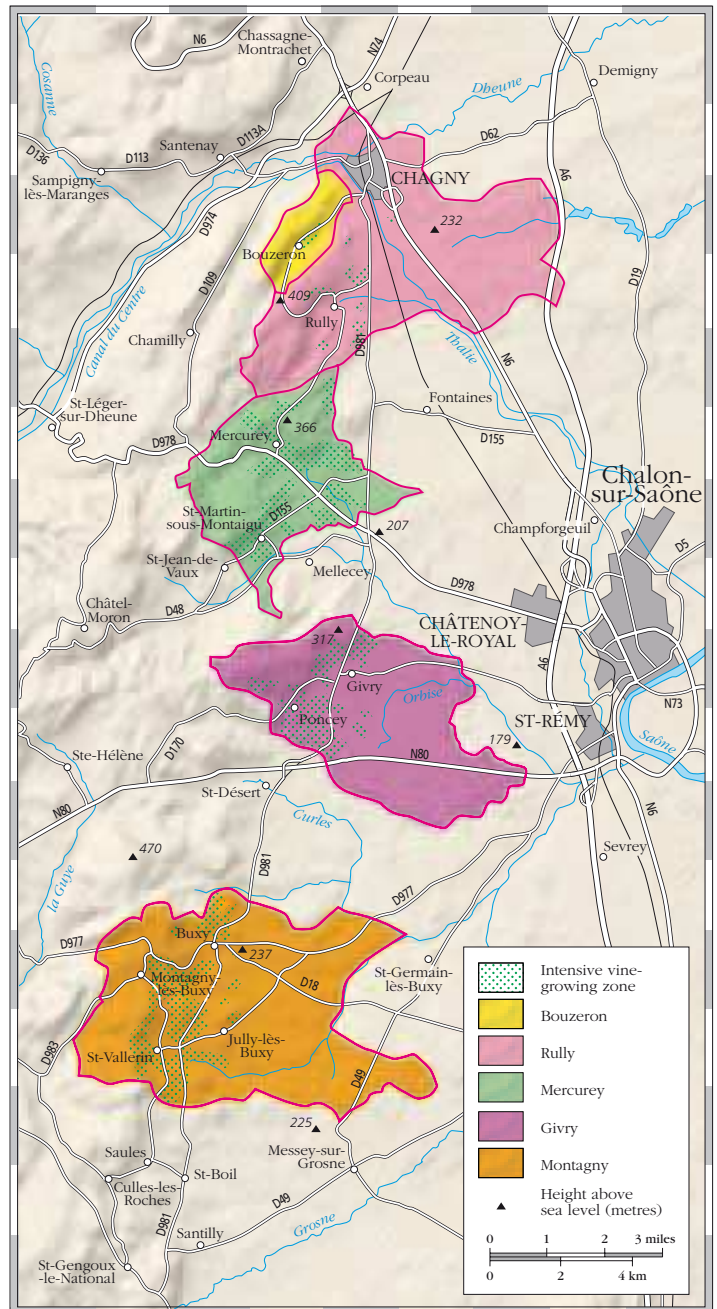 N6
Chassagne-
Montrachet
N74
Cosanne
Corpeau
Dheune
Demigny
D136
D113
Santenay
D113A
D62
A6
Sampigny-
lès-Maranges
CHAGNY
D974
232
Bouzeron
D19
D109
409
Rully
Canal du Centre
Chamilly
D981
Thalie
N6
St-Léger-
sur-Dheune
366
Fontaines
D978
Mercurey
D155
Chalon-
sur-Saône
St-Martin-
sous-Montaigu
D155
207
Champforgeuil
St-Jean-de-
Vaux
Mellecey
D5
D978
Châtel-
Moron
D48
CHÂTENOY-
LE-ROYAL
317
A6
Givry
Orbise
Poncey
ST-RÉMY
N73
Ste-Hélène
D170
179
Saône
N80
St-Désert
N80
Curles
N6
470
D981
Sevrey
la Guye
D977
D977
Buxy
237
St-Germain-
lès-Buxy
Montagny-
lès-Buxy
D18
D983
Jully-lès-
Buxy
St-Vallerin
D49
225
Messey-sur-
Grosne
Saules
Culles-les-
Roches
St-Boil
D49
D981
Santilly
Grosne
St-Gengoux
-le-National
Intensive vine-
growing zone
Bouzeron
Rully
Mercurey
Givry
Montagny
Height above
sea level (metres)
0 1 2 3 miles
0 2 4 km